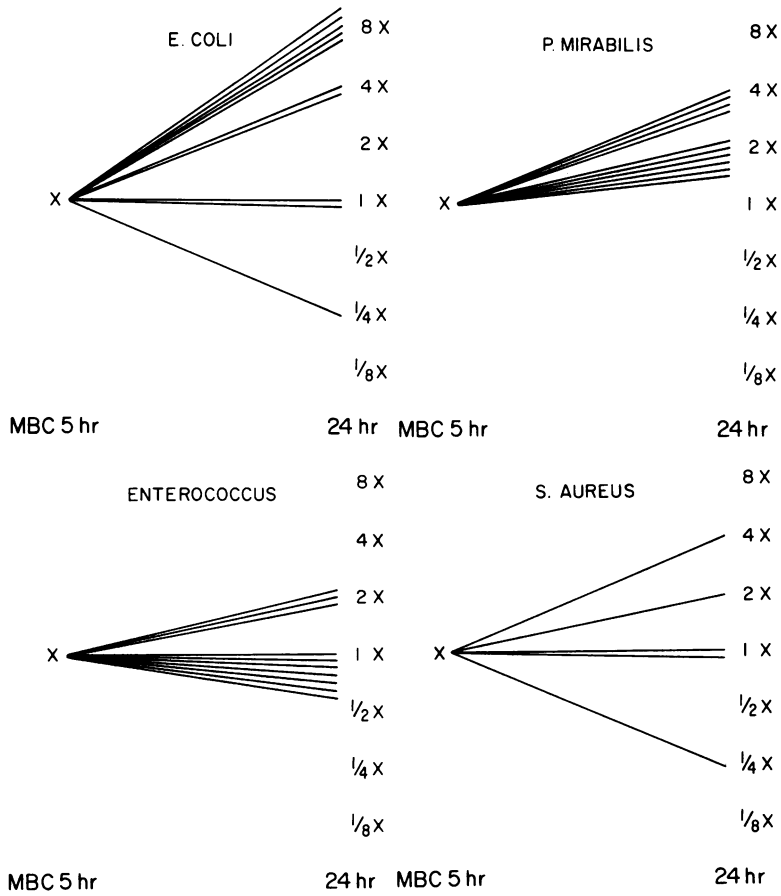 E. COLI
8 X
4 X
2 X
X
1 X
1/2 X
1/4 X
1/8 X
MBC 5 hr
24 hr
P. MIRABILIS
8 X
4 X
2 X
X
1 X
1/2 X
1/4 X
1/8 X
MBC 5 hr
24 hr
ENTEROCOCCUS
8 X
4 X
2 X
X
1 X
1/2 X
1/4 X
1/8 X
MBC 5 hr
24 hr
S. AUREUS
8 X
4 X
2 X
X
1 X
1/2 X
1/4 X
1/8 X
MBC 5 hr
24 hr